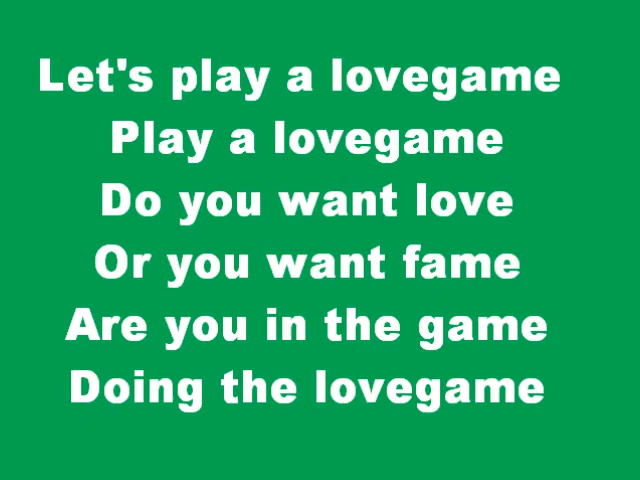 Let's play a lovegame
Play a lovegame
Do you want love
Or you want fame
Are you in the game
Doing the lovegame